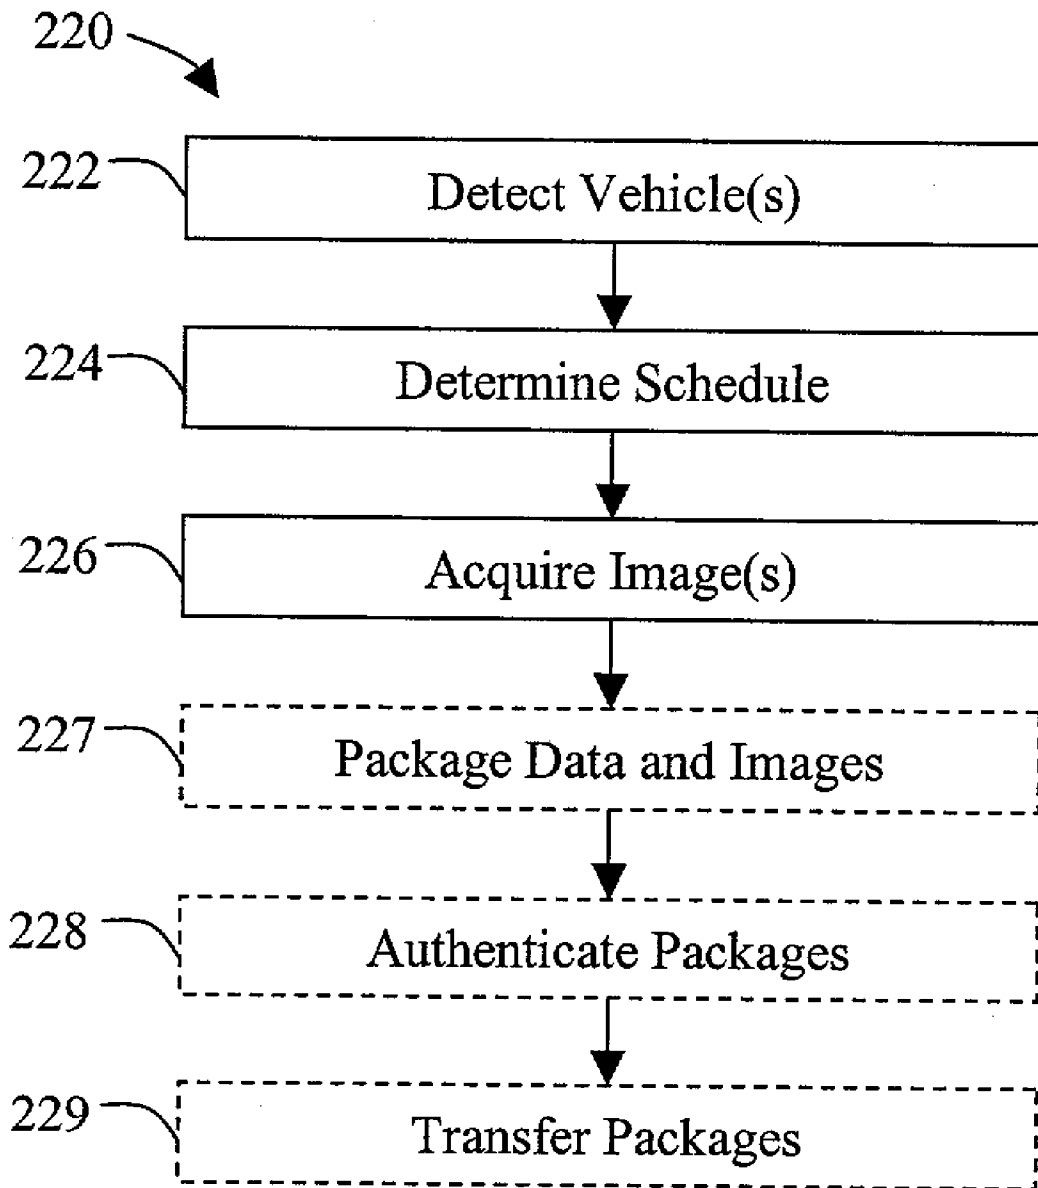 220
222
Detect Vehicle(s)
224
Determine Schedule
226
Acquire Image(s)
227
Package Data and Images
228
Authenticate Packages
229
Transfer Packages